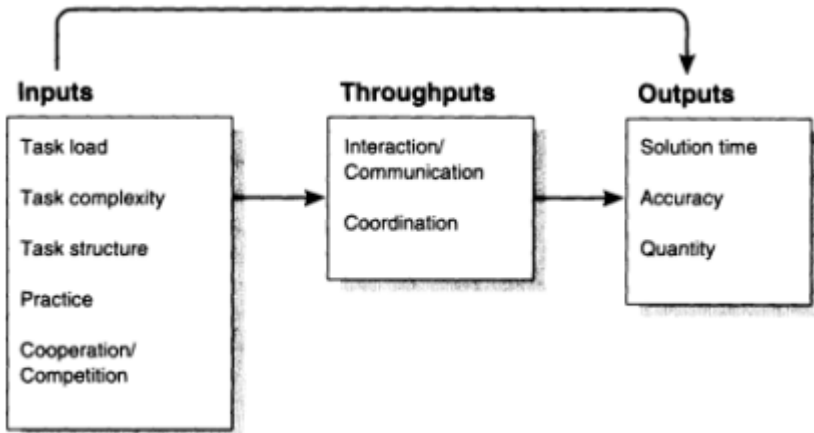 Inputs
Task load
Task complexity
Task structure
Practice
Cooperation/
Competition
Throughputs
Interaction/
Communication
Coordination
Outputs
Solution time
Accuracy
Quantity